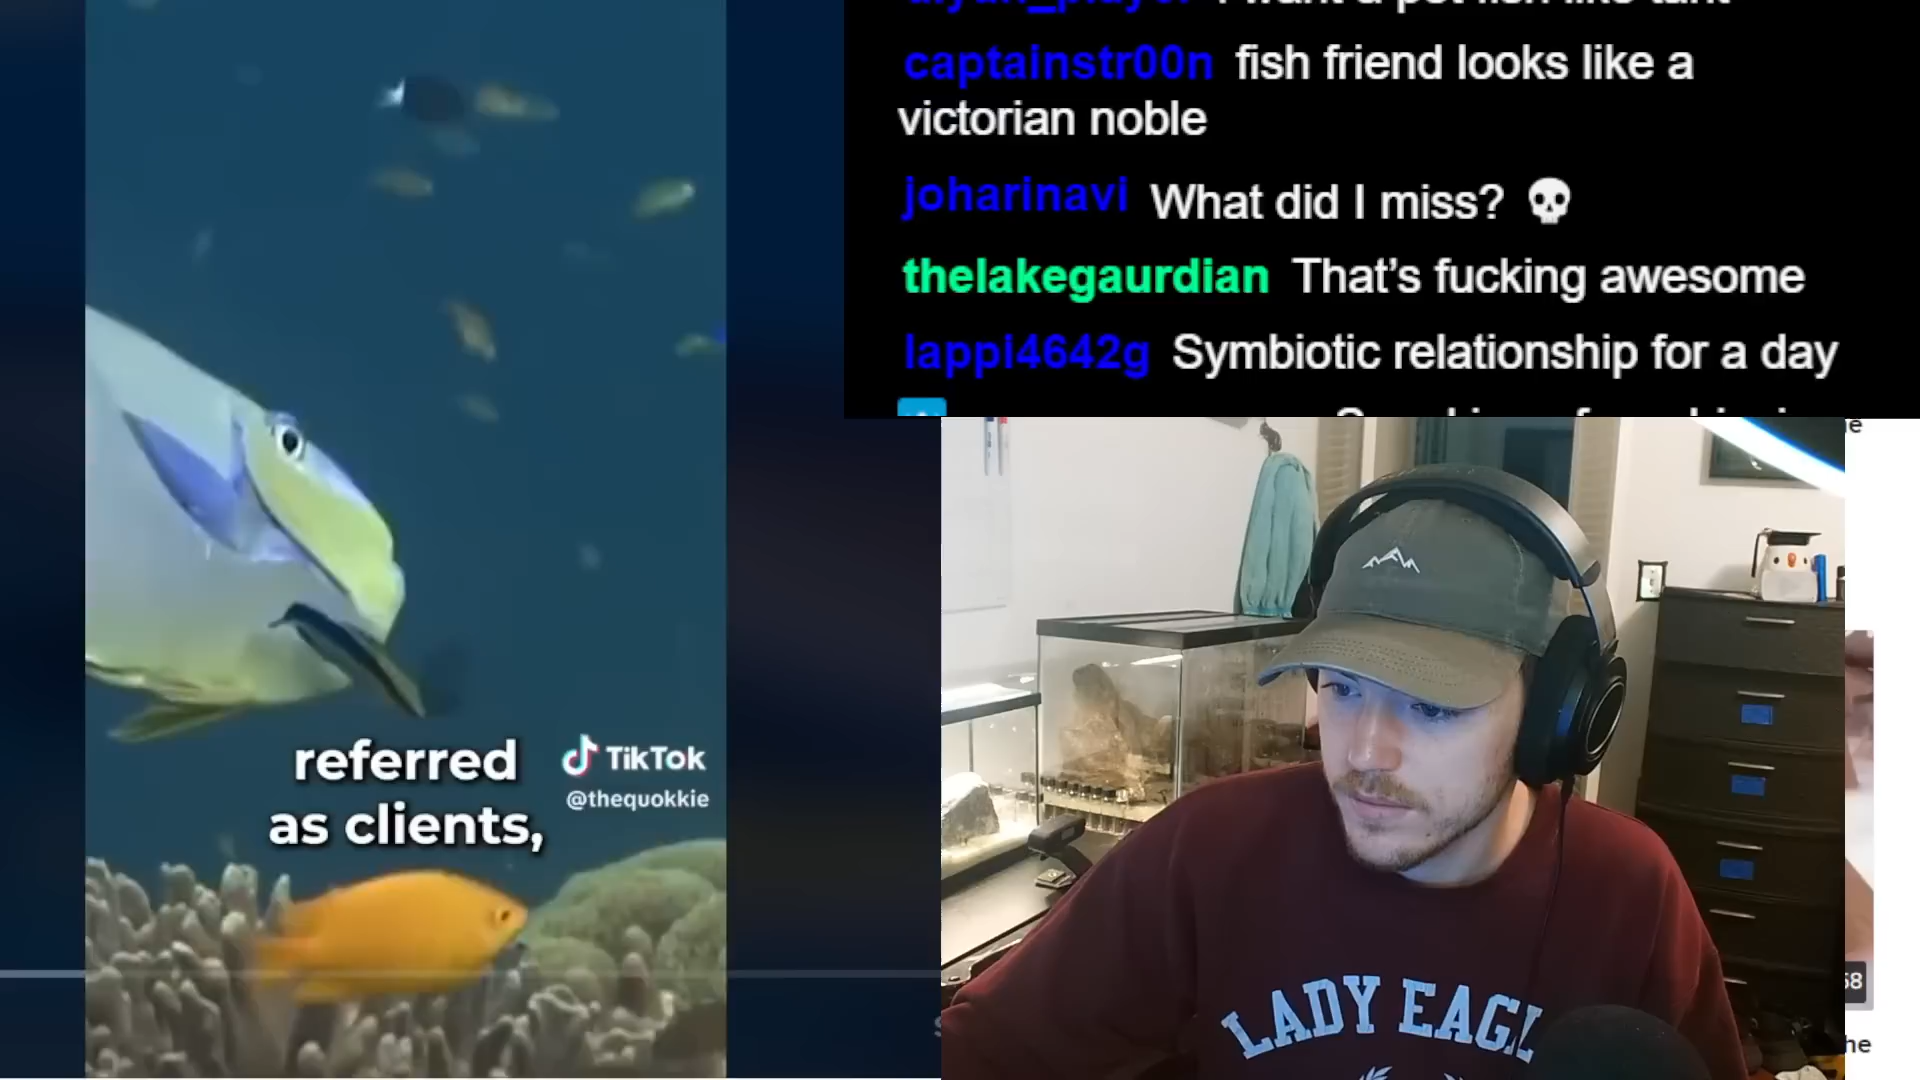 captainstr00n fish friend looks like a
victorian noble
joharinavi What did I miss? 💀
thelakegaurdian That's fucking awesome
lappi4642g Symbiotic relationship for a day
referred
as clients,
TikTok
@thequokkie
LADY EAGL